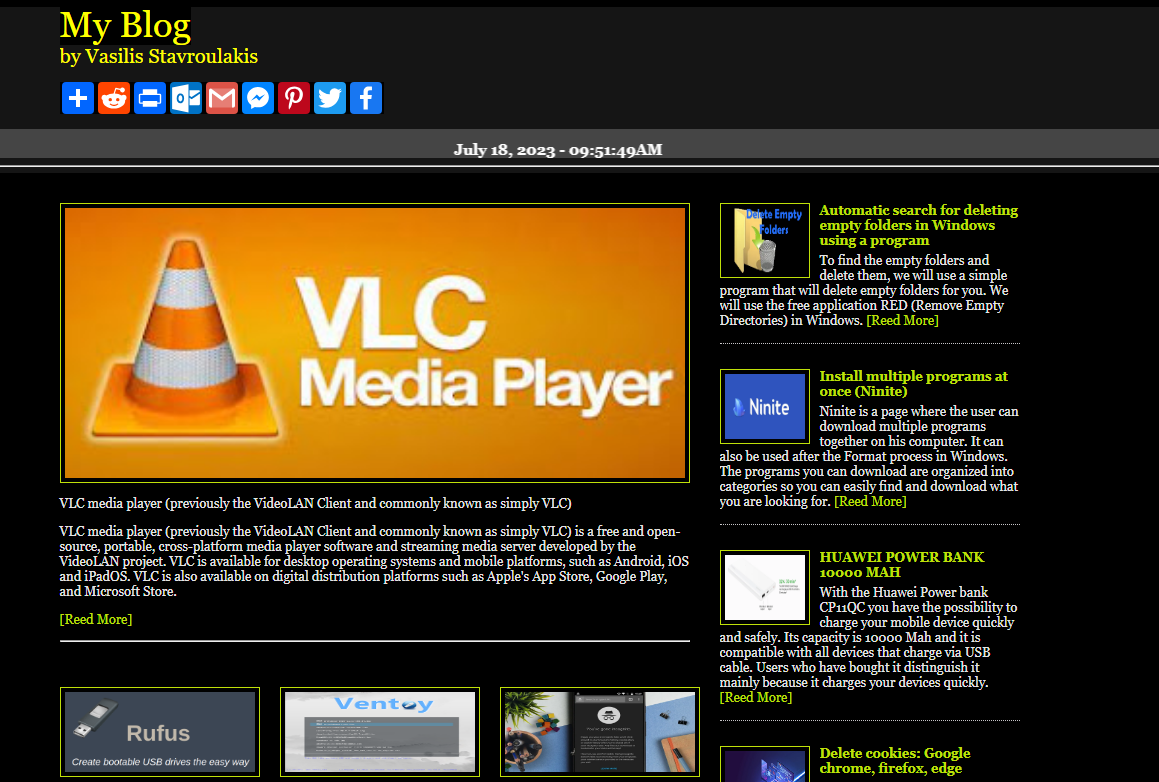 My Blog
by Vasilis Stavroulakis
July 18, 2023 - 09:51:49AM
VLC
Media Player
VLC media player (previously the VideoLAN Client and commonly known as simply VLC)
VLC media player (previously the VideoLAN Client and commonly known as simply VLC) is a free and open-
source, portable, cross-platform media player software and streaming media server developed by the
VideoLAN project. VLC is available for desktop operating systems and mobile platforms, such as Android, iOS
and iPadOS. VLC is also available on digital distribution platforms such as Apple's App Store, Google Play,
and Microsoft Store.
[Reed More]
Rufus
Create bootable USB drives the easy way
Ventoy
Delete Empty
Folders
Automatic search for deleting
empty folders in Windows
using a program
To find the empty folders and
delete them, we will use a simple
program that will delete empty folders for you. We
will use the free application RED (Remove Empty
Directories) in Windows. [Reed More]
Ninite
Install multiple programs at
once (Ninite)
Ninite is a page where the user can
download multiple programs
together on his computer. It can
also be used after the Format process in Windows.
The programs you can download are organized into
categories so you can easily find and download what
you are looking for. [Reed More]
HUAWEI POWER BANK
10000 MAH
With the Huawei Power bank
CP11QC you have the possibility to
charge your mobile device quickly
and safely. Its capacity is 10000 Mah and it is
compatible with all devices that charge via USB
cable. Users who have bought it distinguish it
mainly because it charges your devices quickly.
[Reed More]
Delete cookies: Google
chrome, firefox, edge